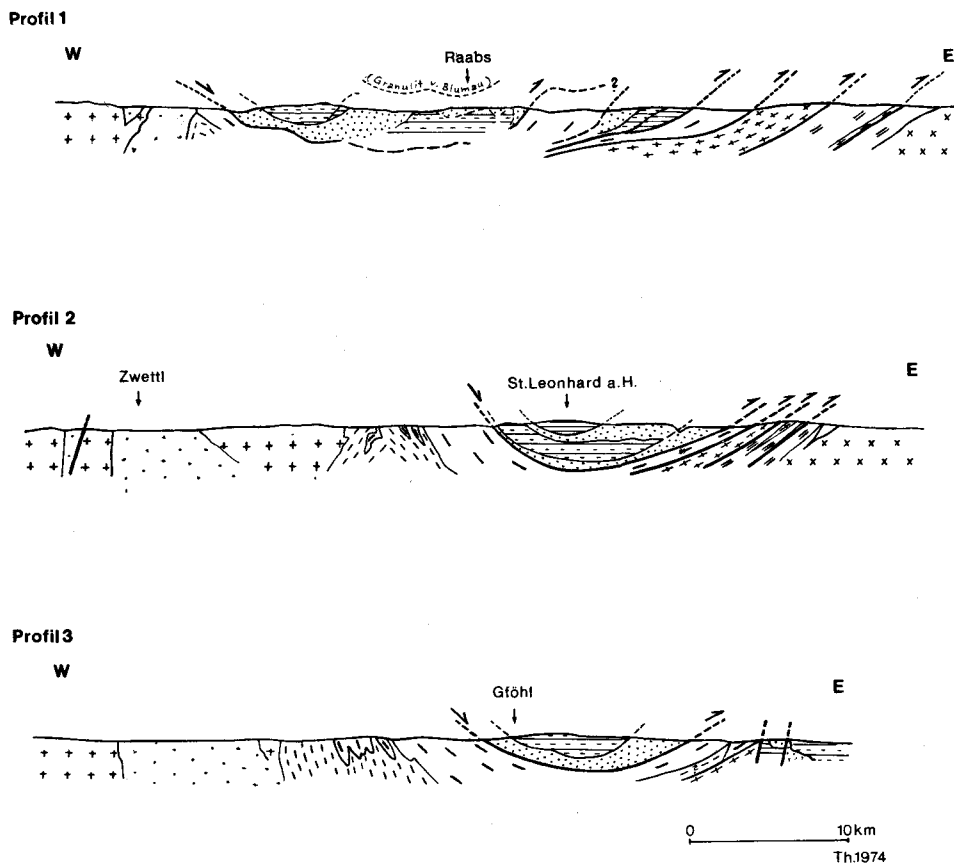 Profil 1
W
Raabs
E
(Granulit v. Blumau)
2
Profil 2
W
Zwettl
St.Leonhard a.H.
E
Profil 3
W
Gföhl
E
0 10km
Th.1974